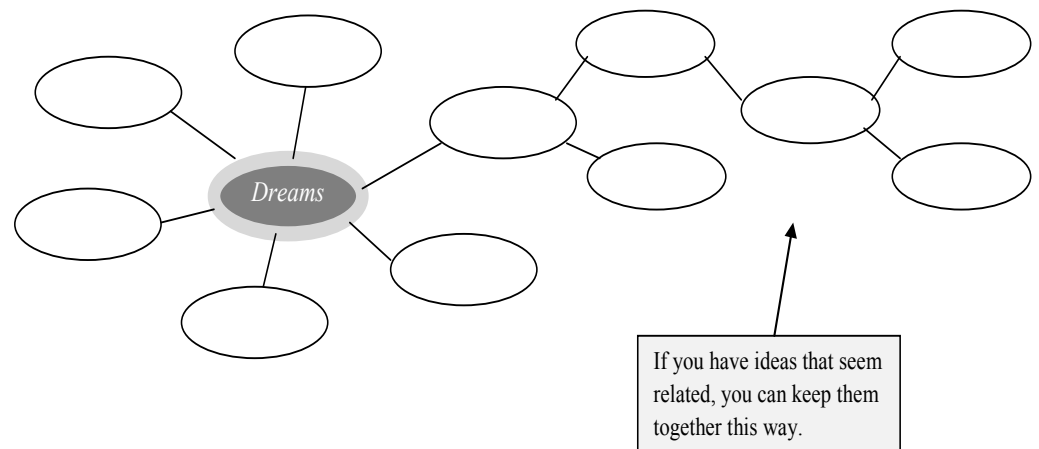 Dreams
If you have ideas that seem
related, you can keep them
together this way.